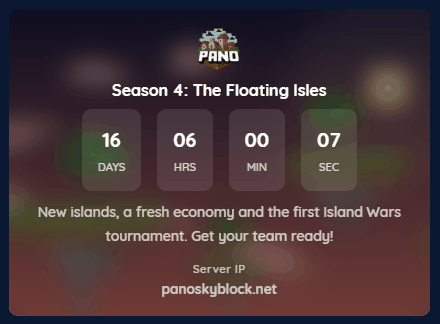 PANO
Season 4: The Floating Isles
16 06 00 07
DAYS HRS MIN SEC
New islands, a fresh economy and the first Island Wars
tournament. Get your team ready!
Server IP
panoskyblock.net